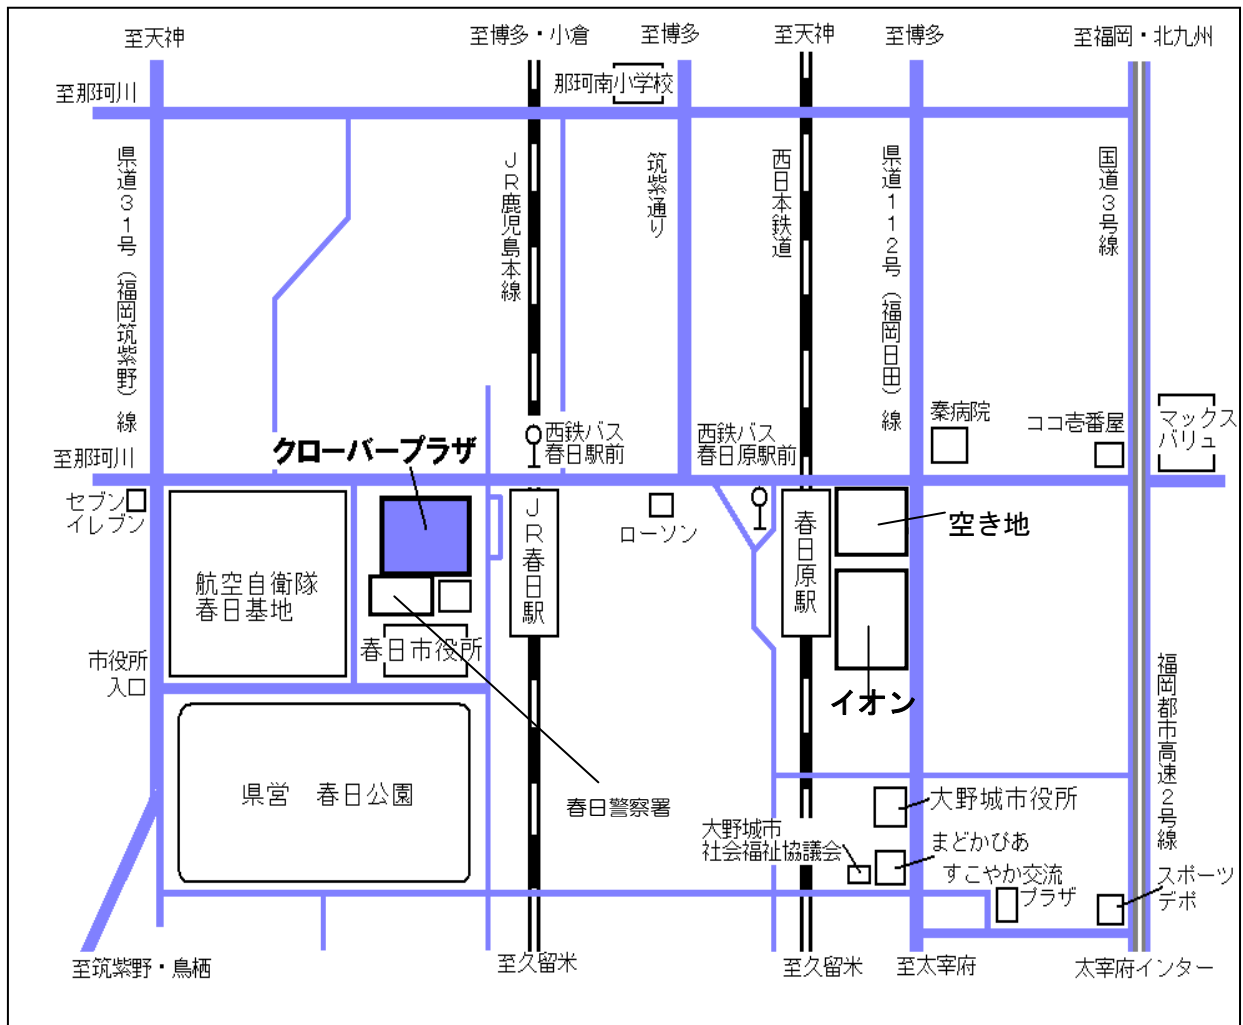 至天神
至博多・小倉
至博多
至天神
至博多
至福岡・北九州
那珂南小学校
至那珂川
県道31号(福岡筑紫野)線
JR鹿児島本線
筑紫通り
西日本鉄道
県道112号(福岡日田)線
国道3号線
秦病院
ココ壱番屋
マックス
バリュ
西鉄バス
春日駅前
西鉄バス
春日原駅前
クローバープラザ
至那珂川
セブン
イレブン
JR春日駅
ローソン
春日原駅
空き地
航空自衛隊
春日基地
春日市役所
市役所
入口
イオン
福岡都市高速2号線
県営 春日公園
春日警察署
大野城市役所
大野城市
社会福祉協議会
まどかぴあ
すこやか交流
プラザ
スポーツ
デポ
至筑紫野・鳥栖
至久留米
至久留米
至太宰府
太宰府インター